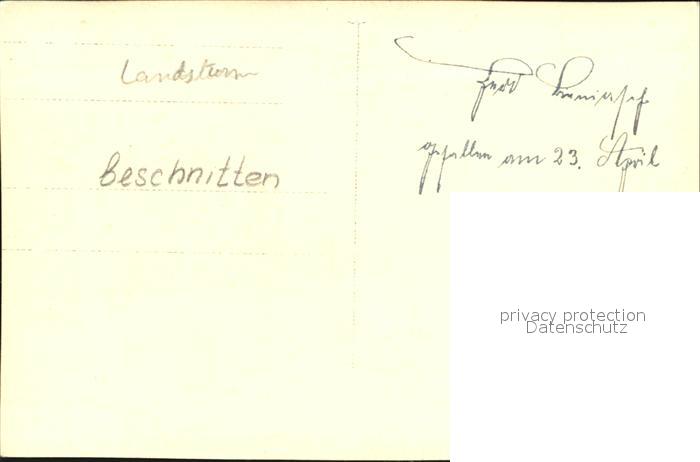 Landsturm
Beschnitten
gefallen am 23. April
privacy protection
Datenschutz